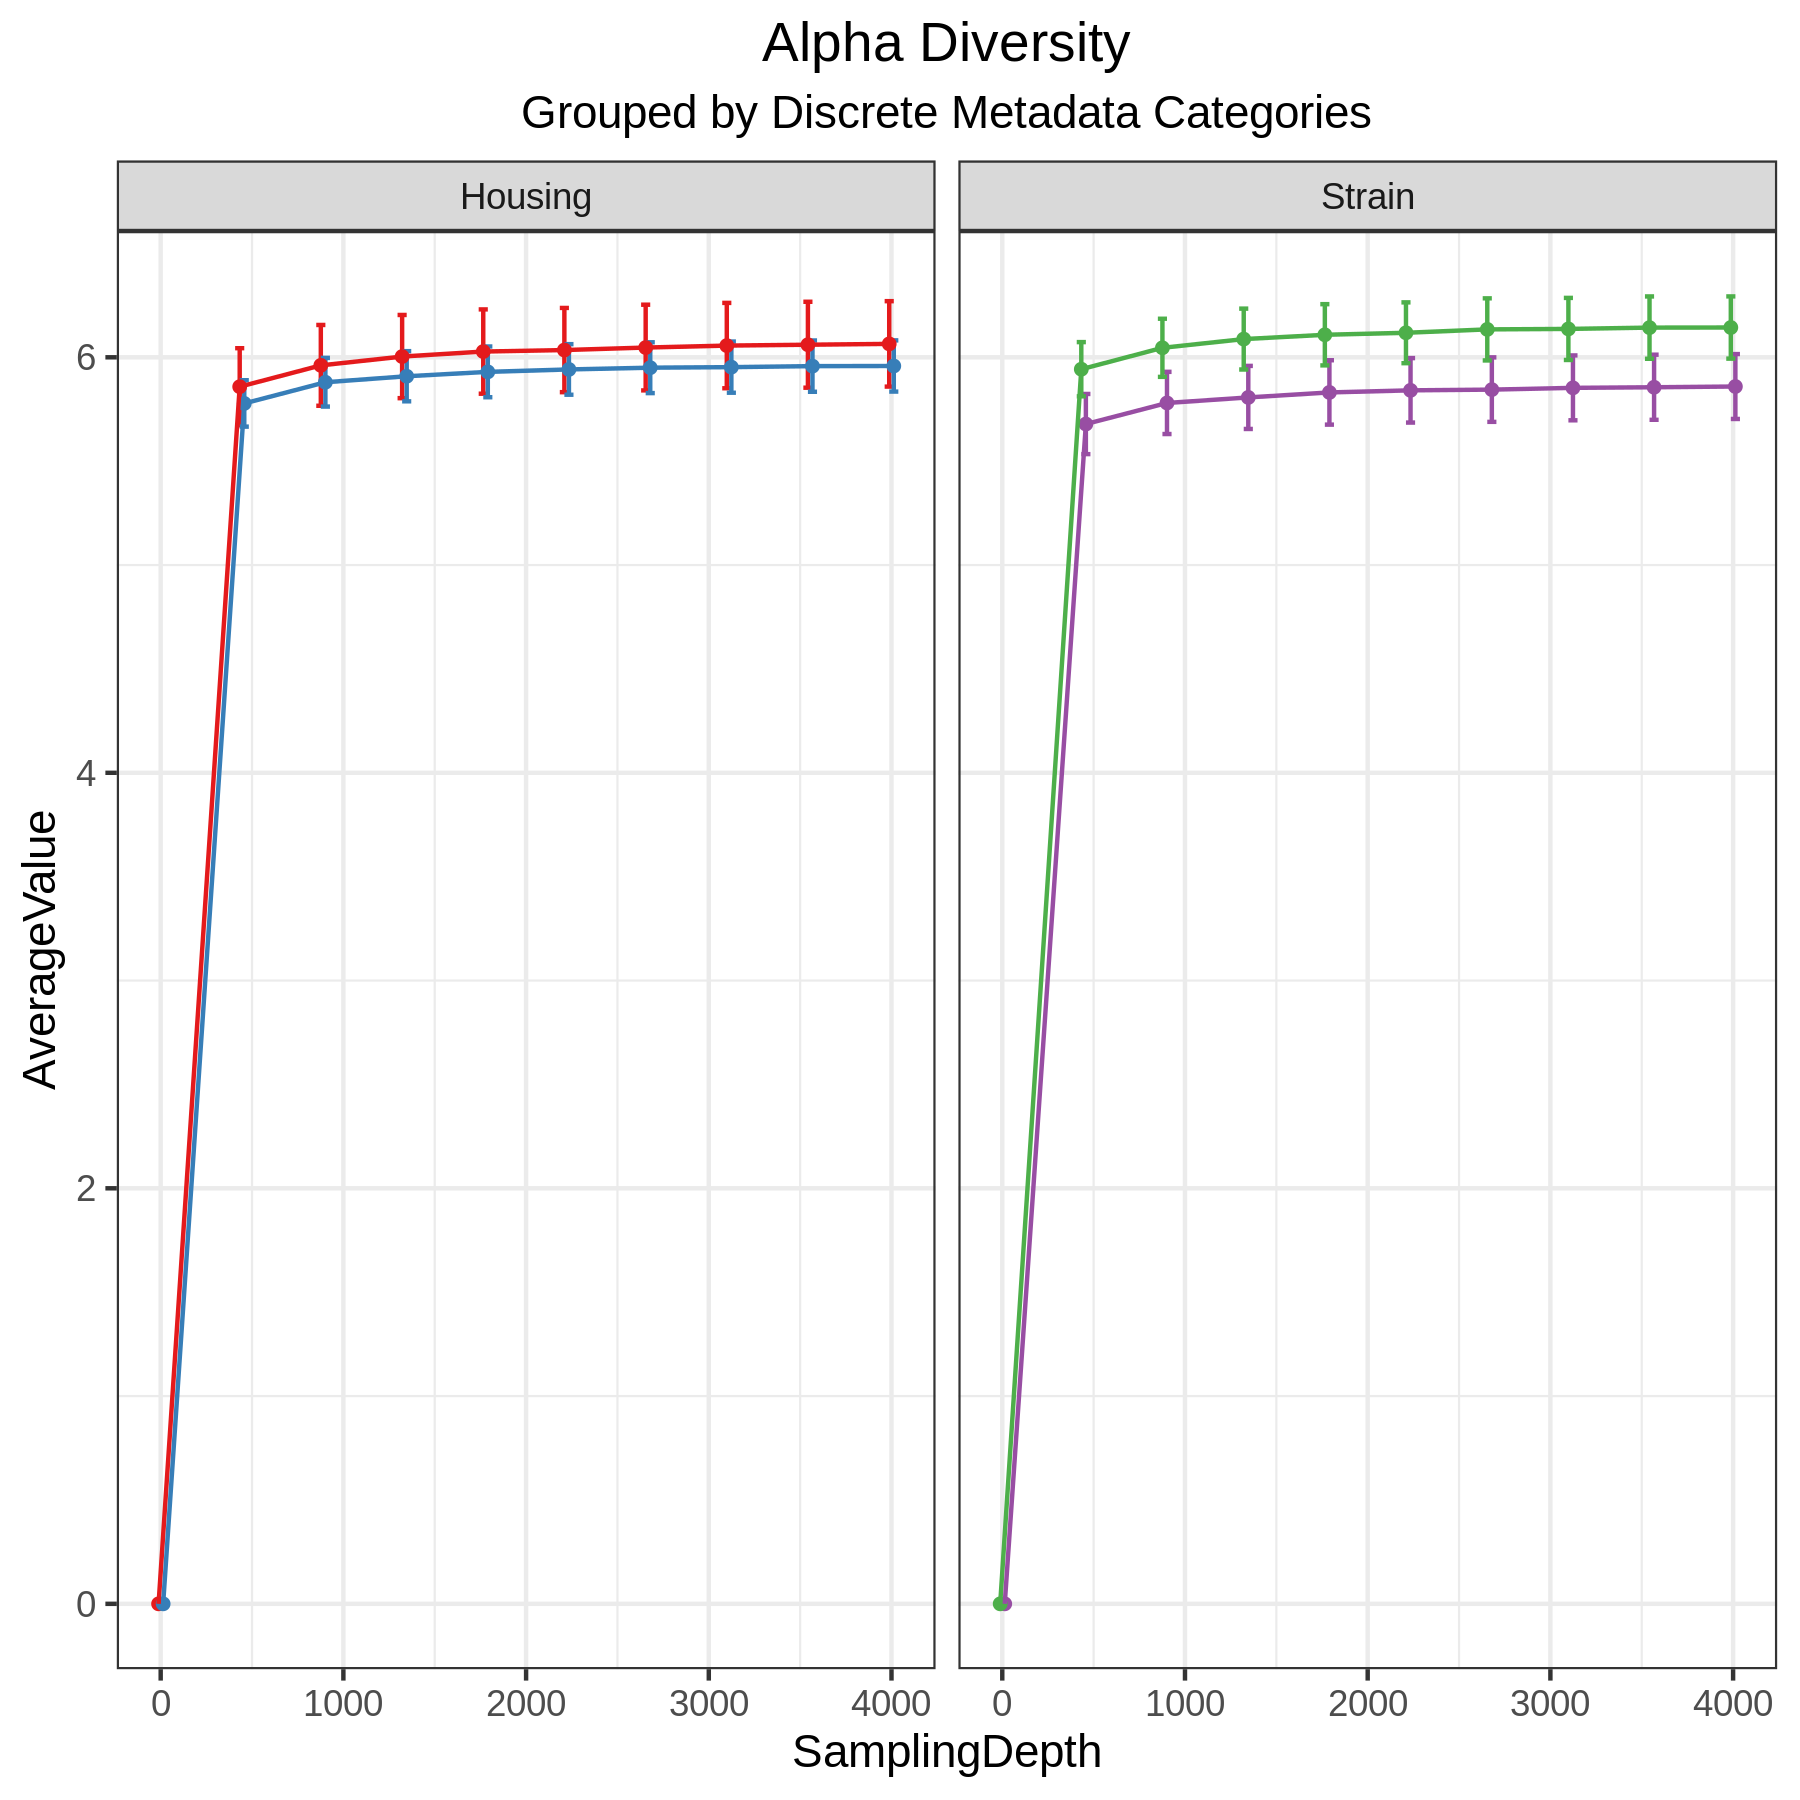 Alpha Diversity
Grouped by Discrete Metadata Categories
Housing
Strain
6
4
2
0
AverageValue
0 1000 2000 3000 4000
0 1000 2000 3000 4000
SamplingDepth